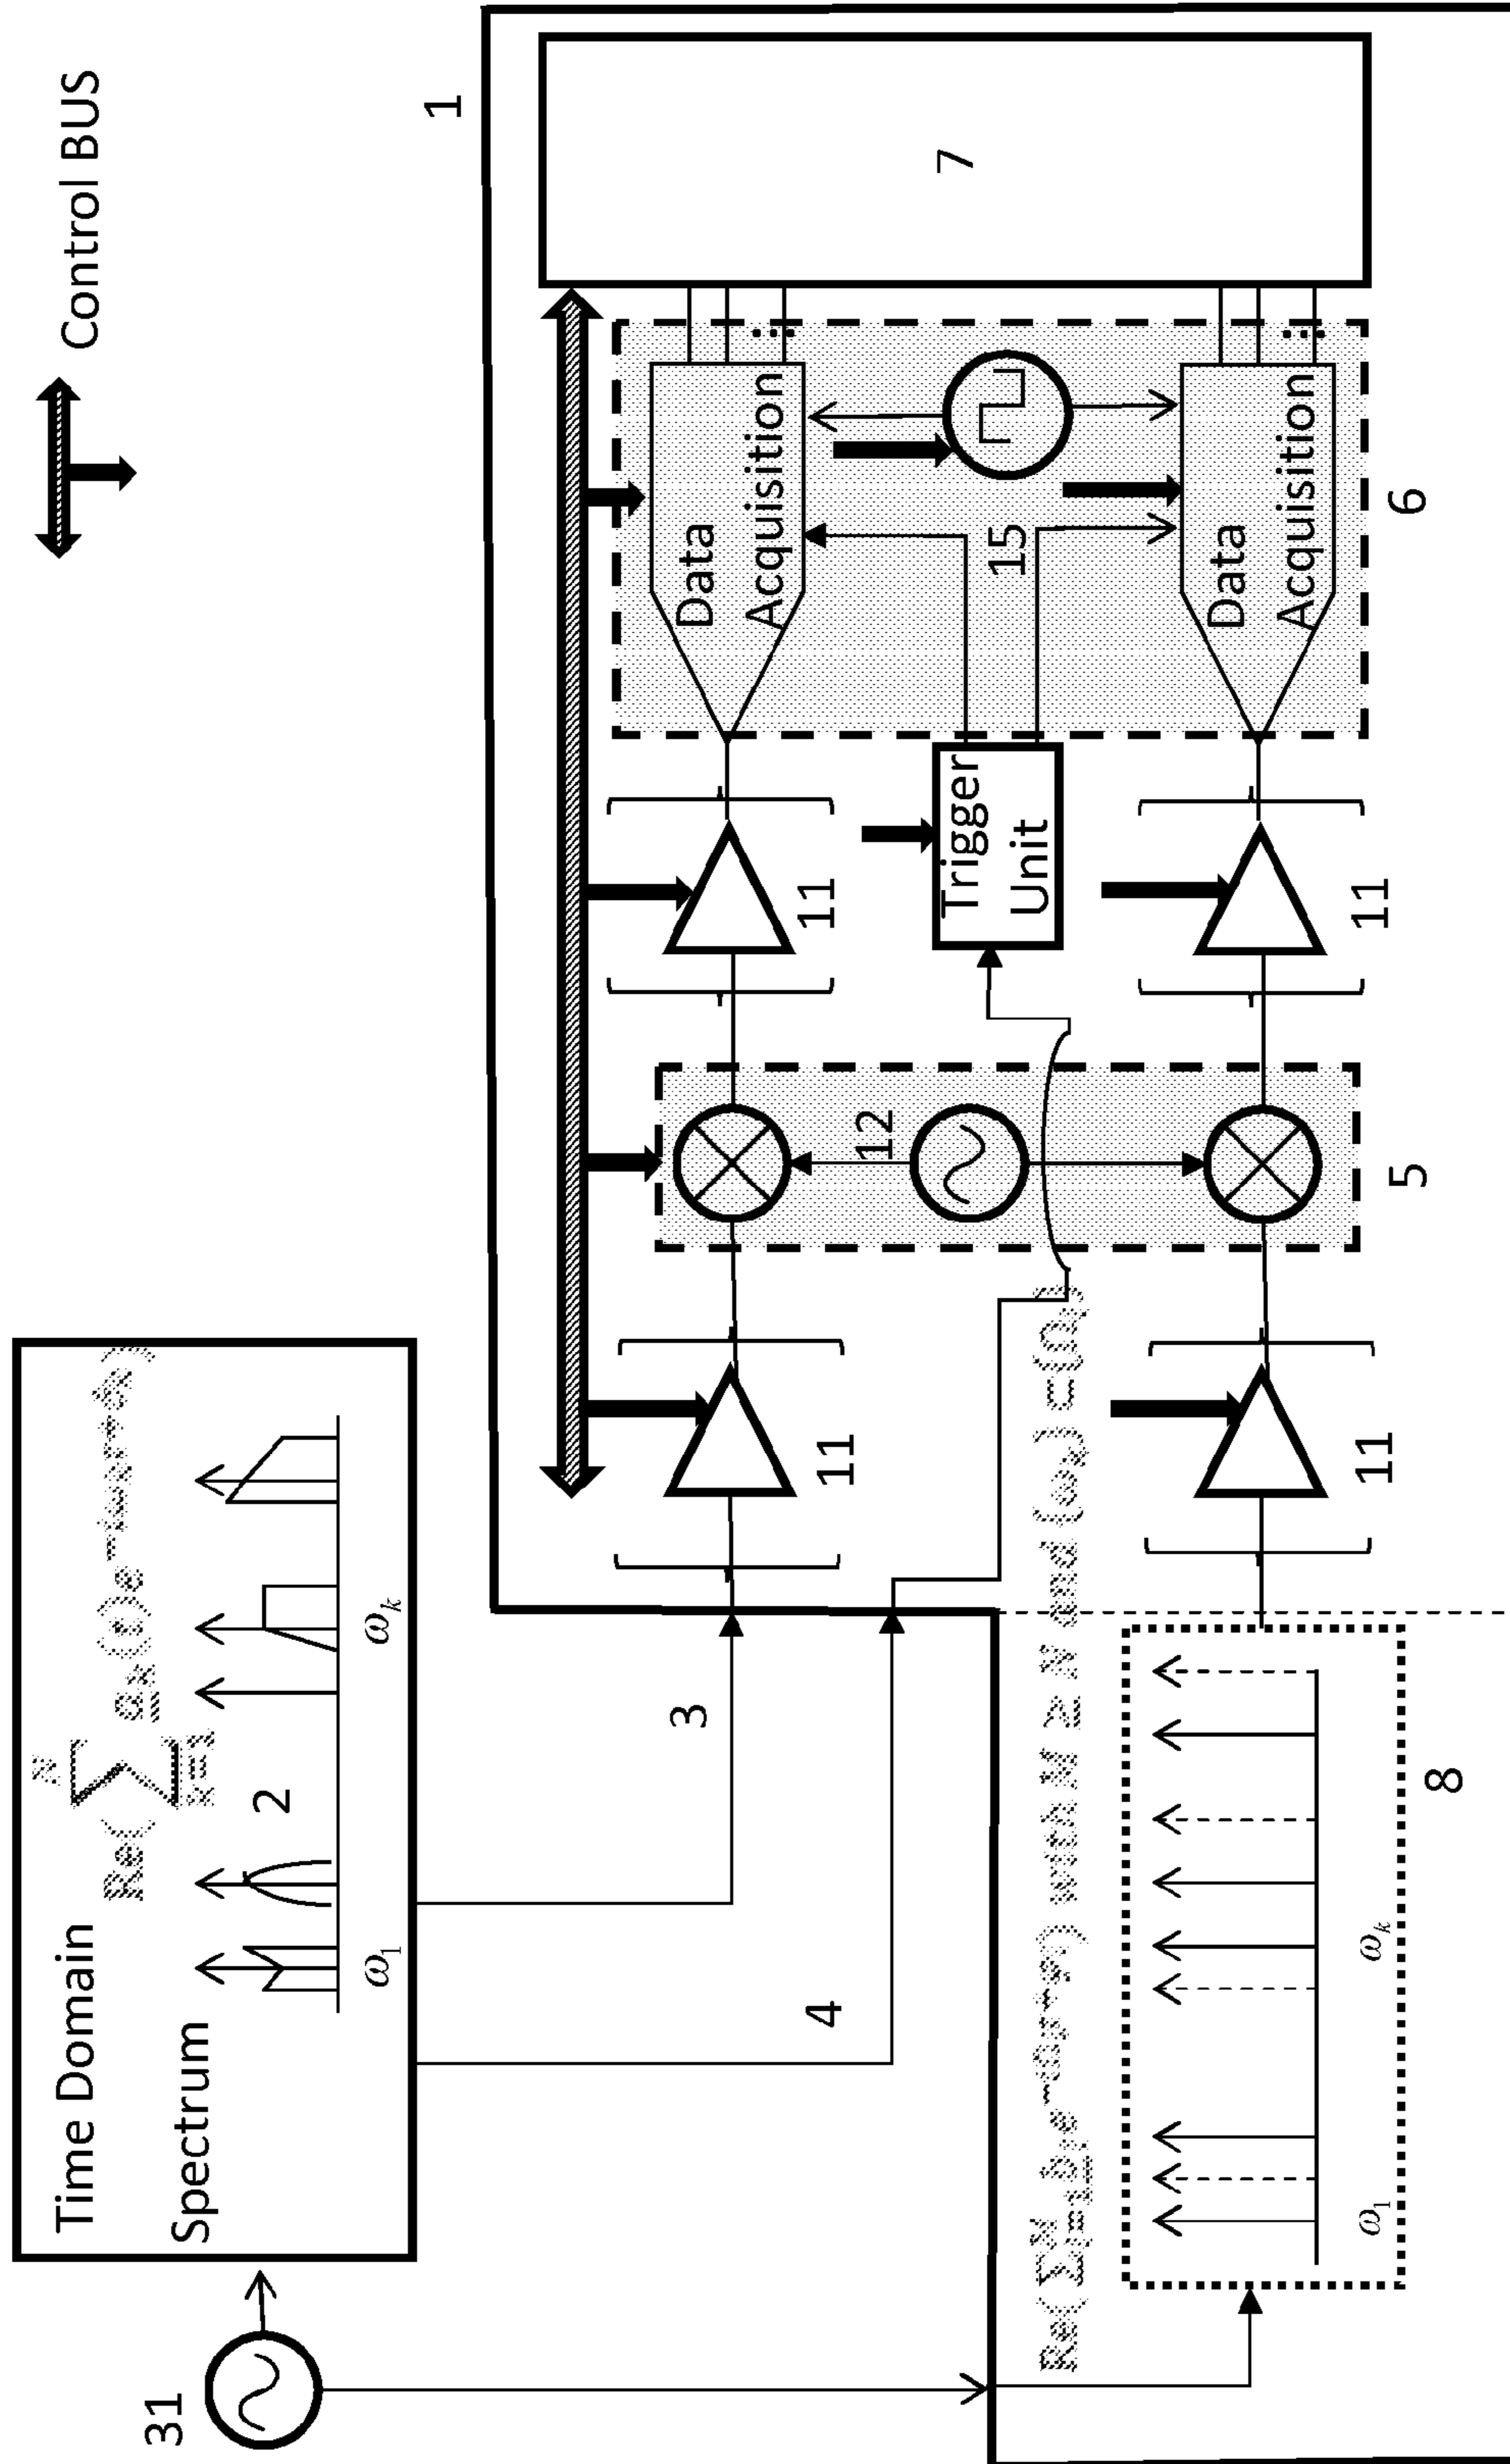 Control BUS
Time Domain
Spectrum
2
ω₁
ωₖ
31
1
3
4
11
11
11
11
5
12
Trigger
Unit
15
Data
Acquisition
Data
Acquisition
6
7
8
ω₁
ωₖ